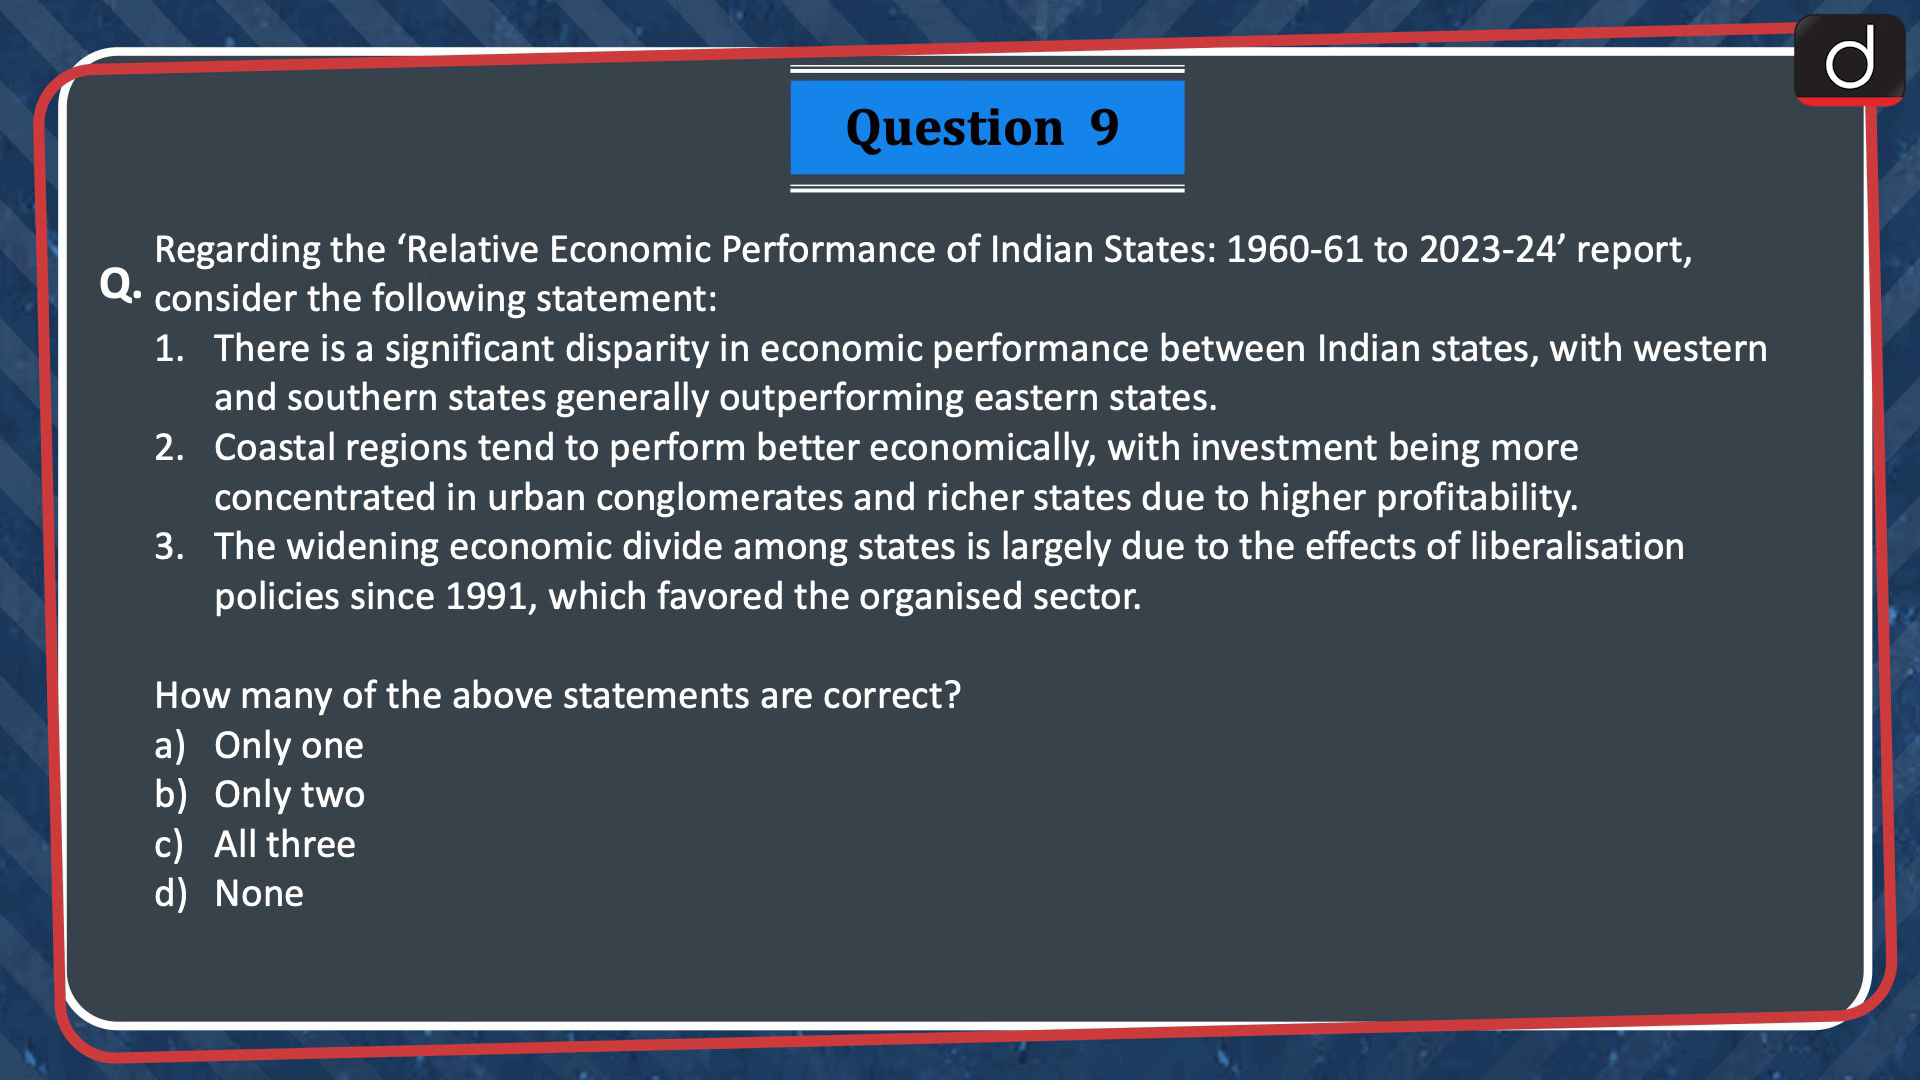 Question 9
Q.
Regarding the ‘Relative Economic Performance of Indian States: 1960-61 to 2023-24’ report,
consider the following statement:
1. There is a significant disparity in economic performance between Indian states, with western
and southern states generally outperforming eastern states.
2. Coastal regions tend to perform better economically, with investment being more
concentrated in urban conglomerates and richer states due to higher profitability.
3. The widening economic divide among states is largely due to the effects of liberalisation
policies since 1991, which favored the organised sector.
How many of the above statements are correct?
a) Only one
b) Only two
c) All three
d) None
d